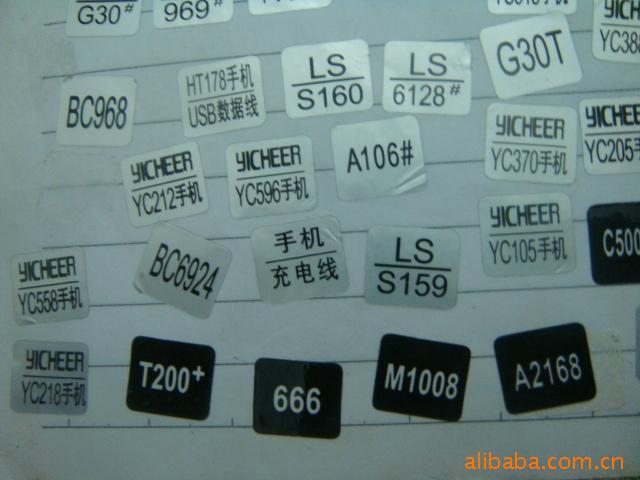 G30#
969#
YICHEER
YC388
G30T
LS
6128#
LS
S160
HT178手机
USB数据线
BC968
YICHEER
YC212手机
YICHEER
YC596手机
A106#
YICHEER
YC370手机
YICHEER
YC205手
YICHEER
YC558手机
BC6924
手机
充电线
LS
S159
YICHEER
YC105手机
C500
YICHEER
YC218手机
T200+
666
M1008
A2168
alibaba.com.cn